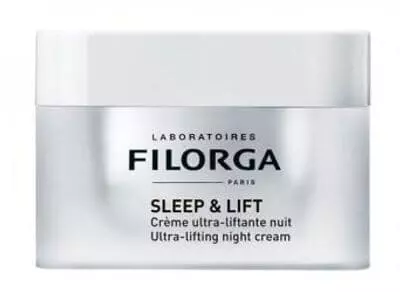 LABORATOIRES
FILORGA
PARIS
SLEEP & LIFT
Crème ultra-liftante nuit
Ultra-lifting night cream